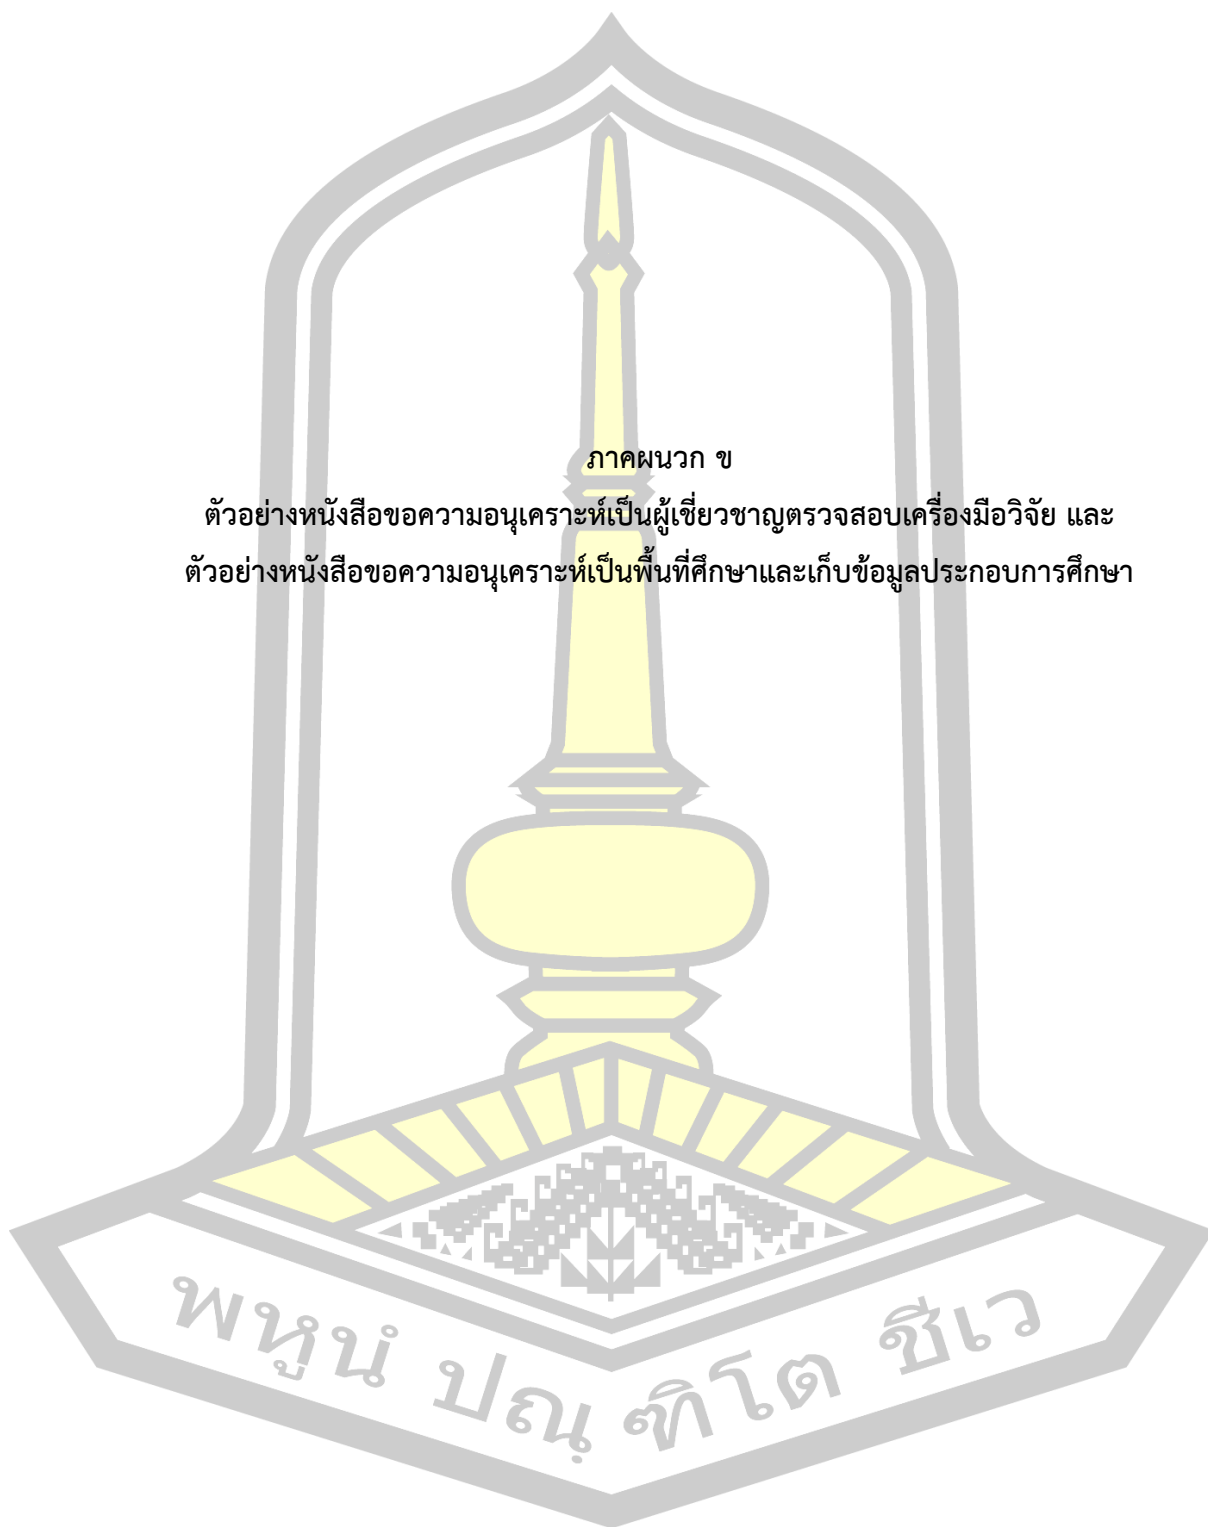 ภาคผนวก ข
ตัวอย่างหนังสือขอความอนุเคราะห์เป็นผู้เชี่ยวชาญตรวจสอบเครื่องมือวิจัย และ
ตัวอย่างหนังสือขอความอนุเคราะห์เป็นพื้นที่ศึกษาและเก็บข้อมูลประกอบการศึกษา
พหูนํ ปณฺ ฑิโต ชีเว